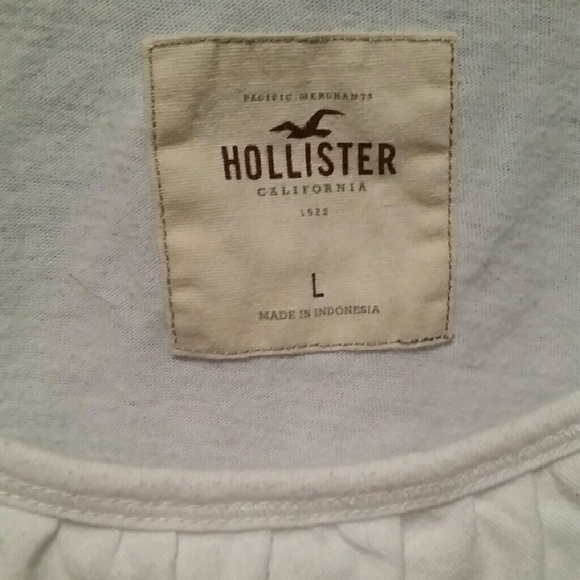 PACIFIC MERCHANTS
HOLLISTER
CALIFORNIA
1922
L
MADE IN INDONESIA